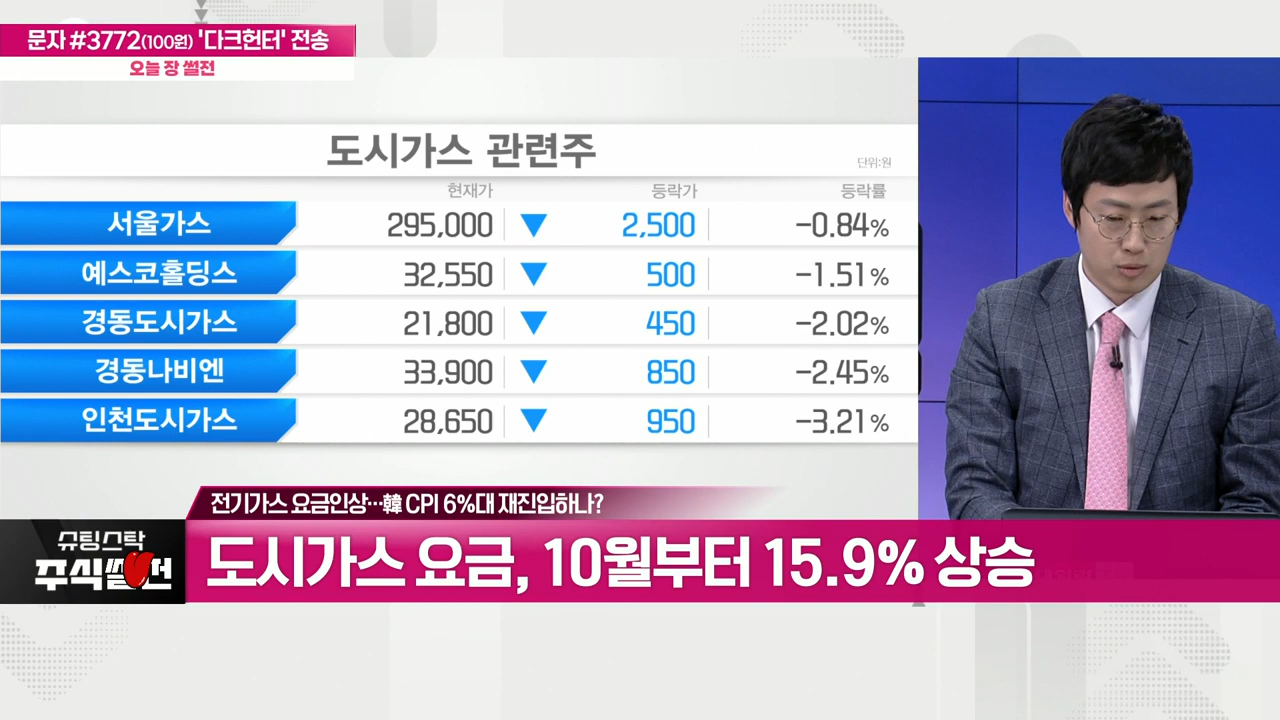 문자 #3772(100원) '다크헌터' 전송
오늘 장 썰전
도시가스 관련주
단위:원
현재가 등락가 등락률
서울가스 295,000 ▼ 2,500 -0.84%
예스코홀딩스 32,550 ▼ 500 -1.51%
경동도시가스 21,800 ▼ 450 -2.02%
경동나비엔 33,900 ▼ 850 -2.45%
인천도시가스 28,650 ▼ 950 -3.21%
전기가스 요금인상…韓 CPI 6%대 재진입하나?
슈팅스탁
주식썰전
도시가스 요금, 10월부터 15.9% 상승